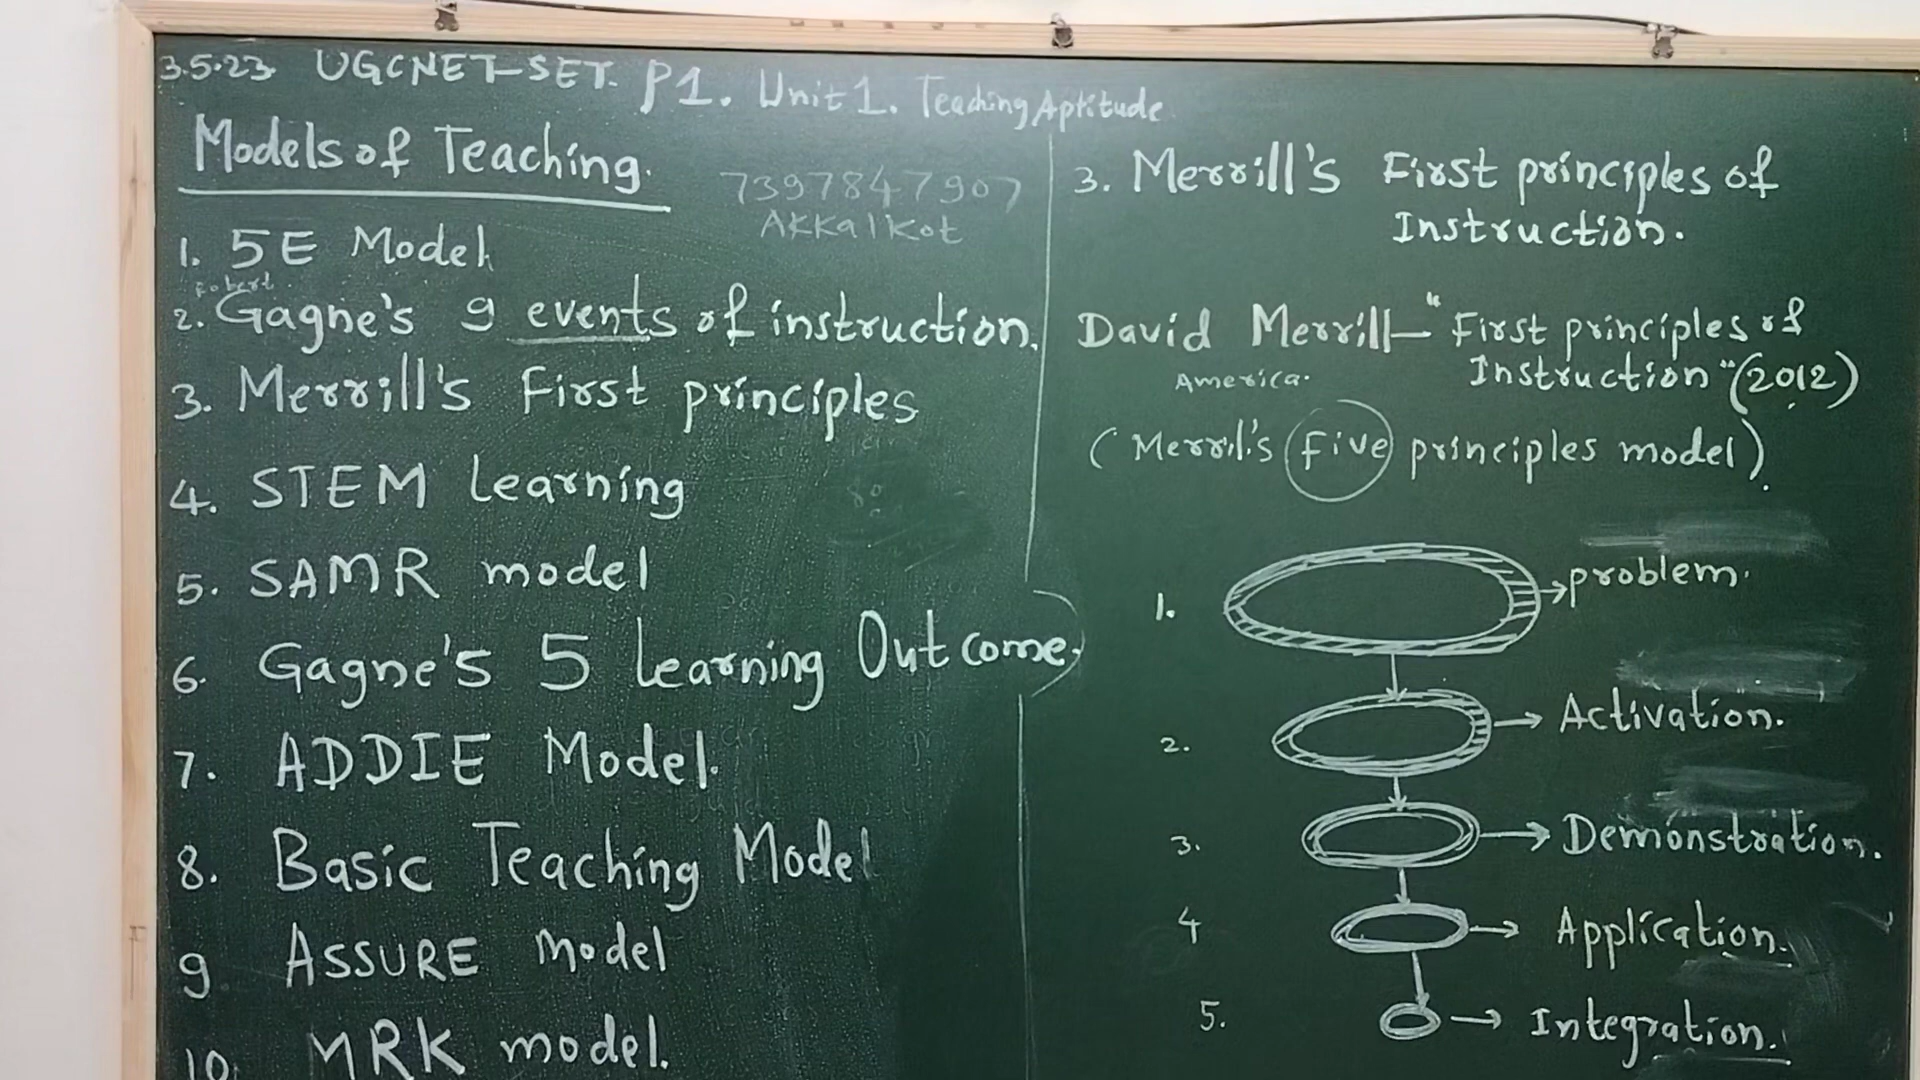 3.5.23. UGCNET-SET. P1. Unit 1. Teaching Aptitude
Models of Teaching.
7397847907
Akkalkot
1. 5E Model
Robert
2. Gagne's 9 events of instruction.
3. Merrill's First principles
4. STEM Learning
5. SAMR model
6. Gagne's 5 Learning Outcome.
7. ADDIE Model.
8. Basic Teaching Model
9. ASSURE Model
10. MRK model.
3. Merrill's First principles of
Instruction.
David Merrill - "First principles of
America. Instruction" (2012)
(Merril's five principles model).
1. → problem.
2. → Activation.
3. → Demonstration.
4 → Application.
5. → Integration.